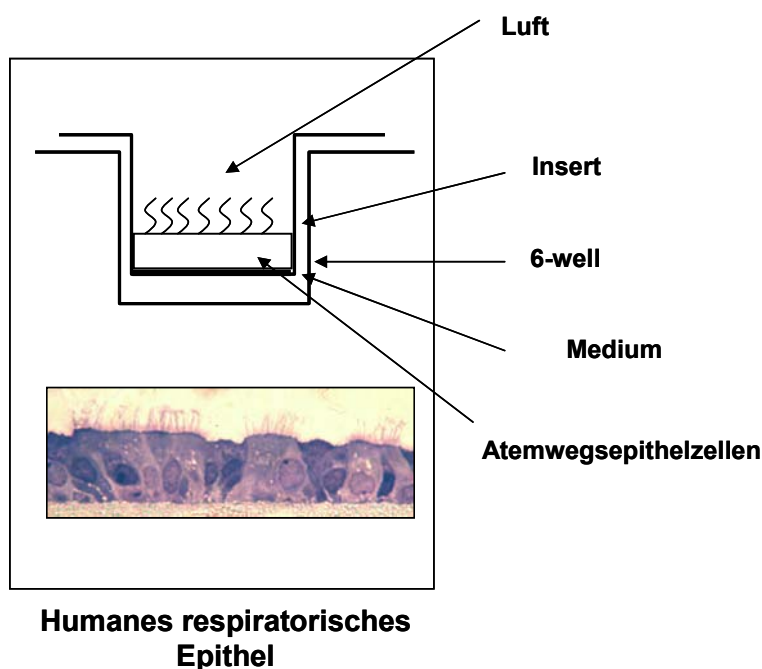 Luft
Insert
6-well
Medium
Atemwegsepithelzellen
Humanes respiratorisches
Epithel